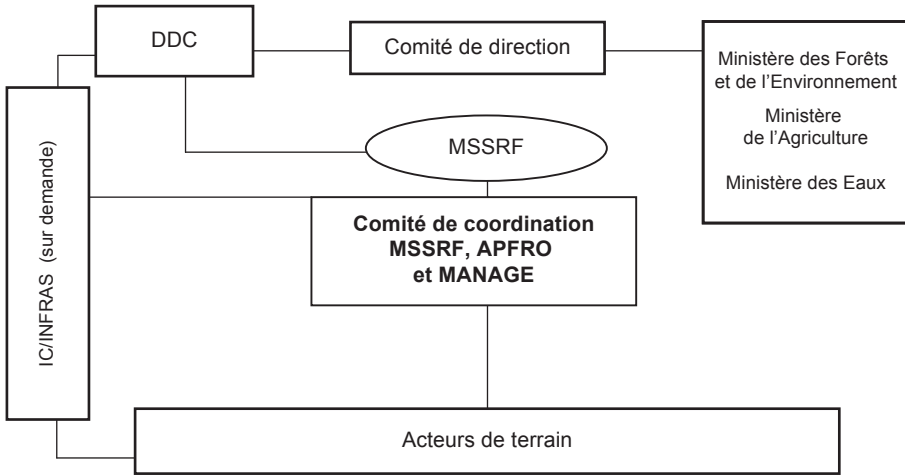 DDC
Comité de direction
Ministère des Forêts
et de l’Environnement
Ministère
de l’Agriculture
Ministère des Eaux
MSSRF
IC/INFRAS (sur demande)
Comité de coordination
MSSRF, APFRO
et MANAGE
Acteurs de terrain